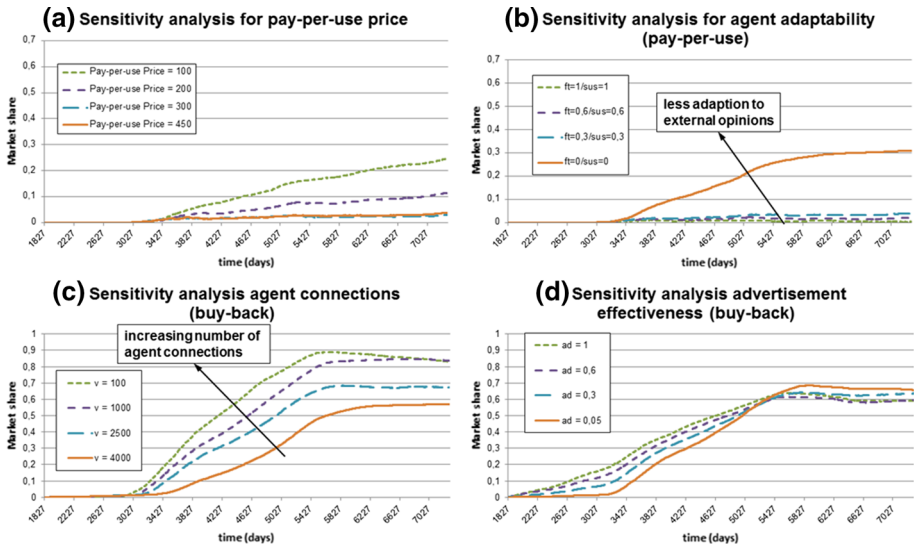 (a) Sensitivity analysis for pay-per-use price
0,7
0,6
0,5
0,4
0,3
0,2
0,1
0
Market share
Pay-per-use Price = 100
Pay-per-use Price = 200
Pay-per-use Price = 300
Pay-per-use Price = 450
1827 2227 2627 3027 3427 3827 4227 4627 5027 5427 5827 6227 6627 7027
time (days)
(b) Sensitivity analysis for agent adaptability
(pay-per-use)
0,7
0,6
0,5
0,4
0,3
0,2
0,1
0
Market share
ft=1/sus=1
ft=0,6/sus=0,6
ft=0,3/sus=0,3
ft=0/sus=0
less adaption to
external opinions
1827 2227 2627 3027 3427 3827 4227 4627 5027 5427 5827 6227 6627 7027
time (days)
(c) Sensitivity analysis agent connections
(buy-back)
1
0,9
0,8
0,7
0,6
0,5
0,4
0,3
0,2
0,1
0
Market share
increasing number of
agent connections
v = 100
v = 1000
v = 2500
v = 4000
1827 2227 2627 3027 3427 3827 4227 4627 5027 5427 5827 6227 6627 7027
time (days)
(d) Sensitivity analysis advertisement
effectiveness (buy-back)
1
0,9
0,8
0,7
0,6
0,5
0,4
0,3
0,2
0,1
0
Market share
ad = 1
ad = 0,6
ad = 0,3
ad = 0,05
1827 2227 2627 3027 3427 3827 4227 4627 5027 5427 5827 6227 6627 7027
time (days)